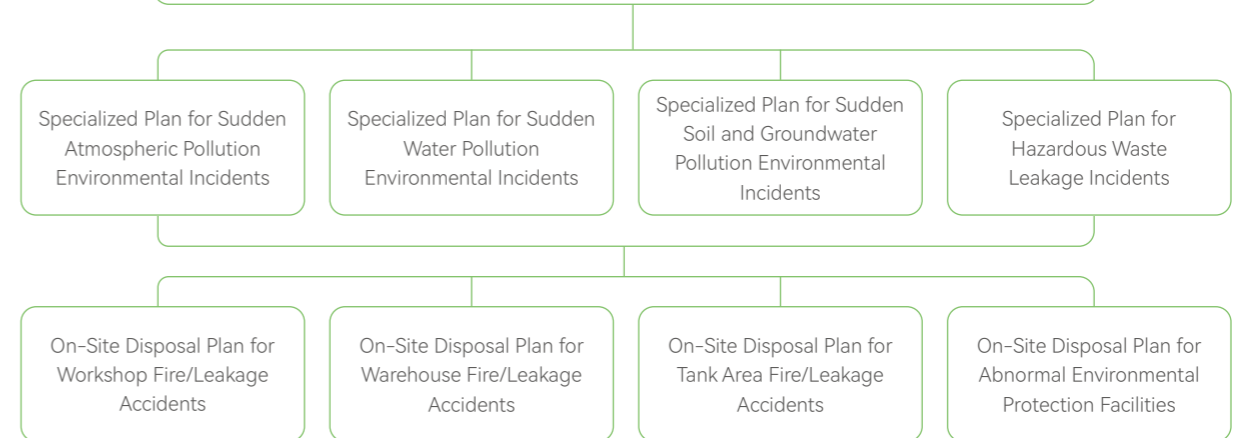 Specialized Plan for Sudden
Atmospheric Pollution
Environmental Incidents
Specialized Plan for Sudden
Water Pollution
Environmental Incidents
Specialized Plan for Sudden
Soil and Groundwater
Pollution Environmental
Incidents
Specialized Plan for
Hazardous Waste
Leakage Incidents
On-Site Disposal Plan for
Workshop Fire/Leakage
Accidents
On-Site Disposal Plan for
Warehouse Fire/Leakage
Accidents
On-Site Disposal Plan for
Tank Area Fire/Leakage
Accidents
On-Site Disposal Plan for
Abnormal Environmental
Protection Facilities